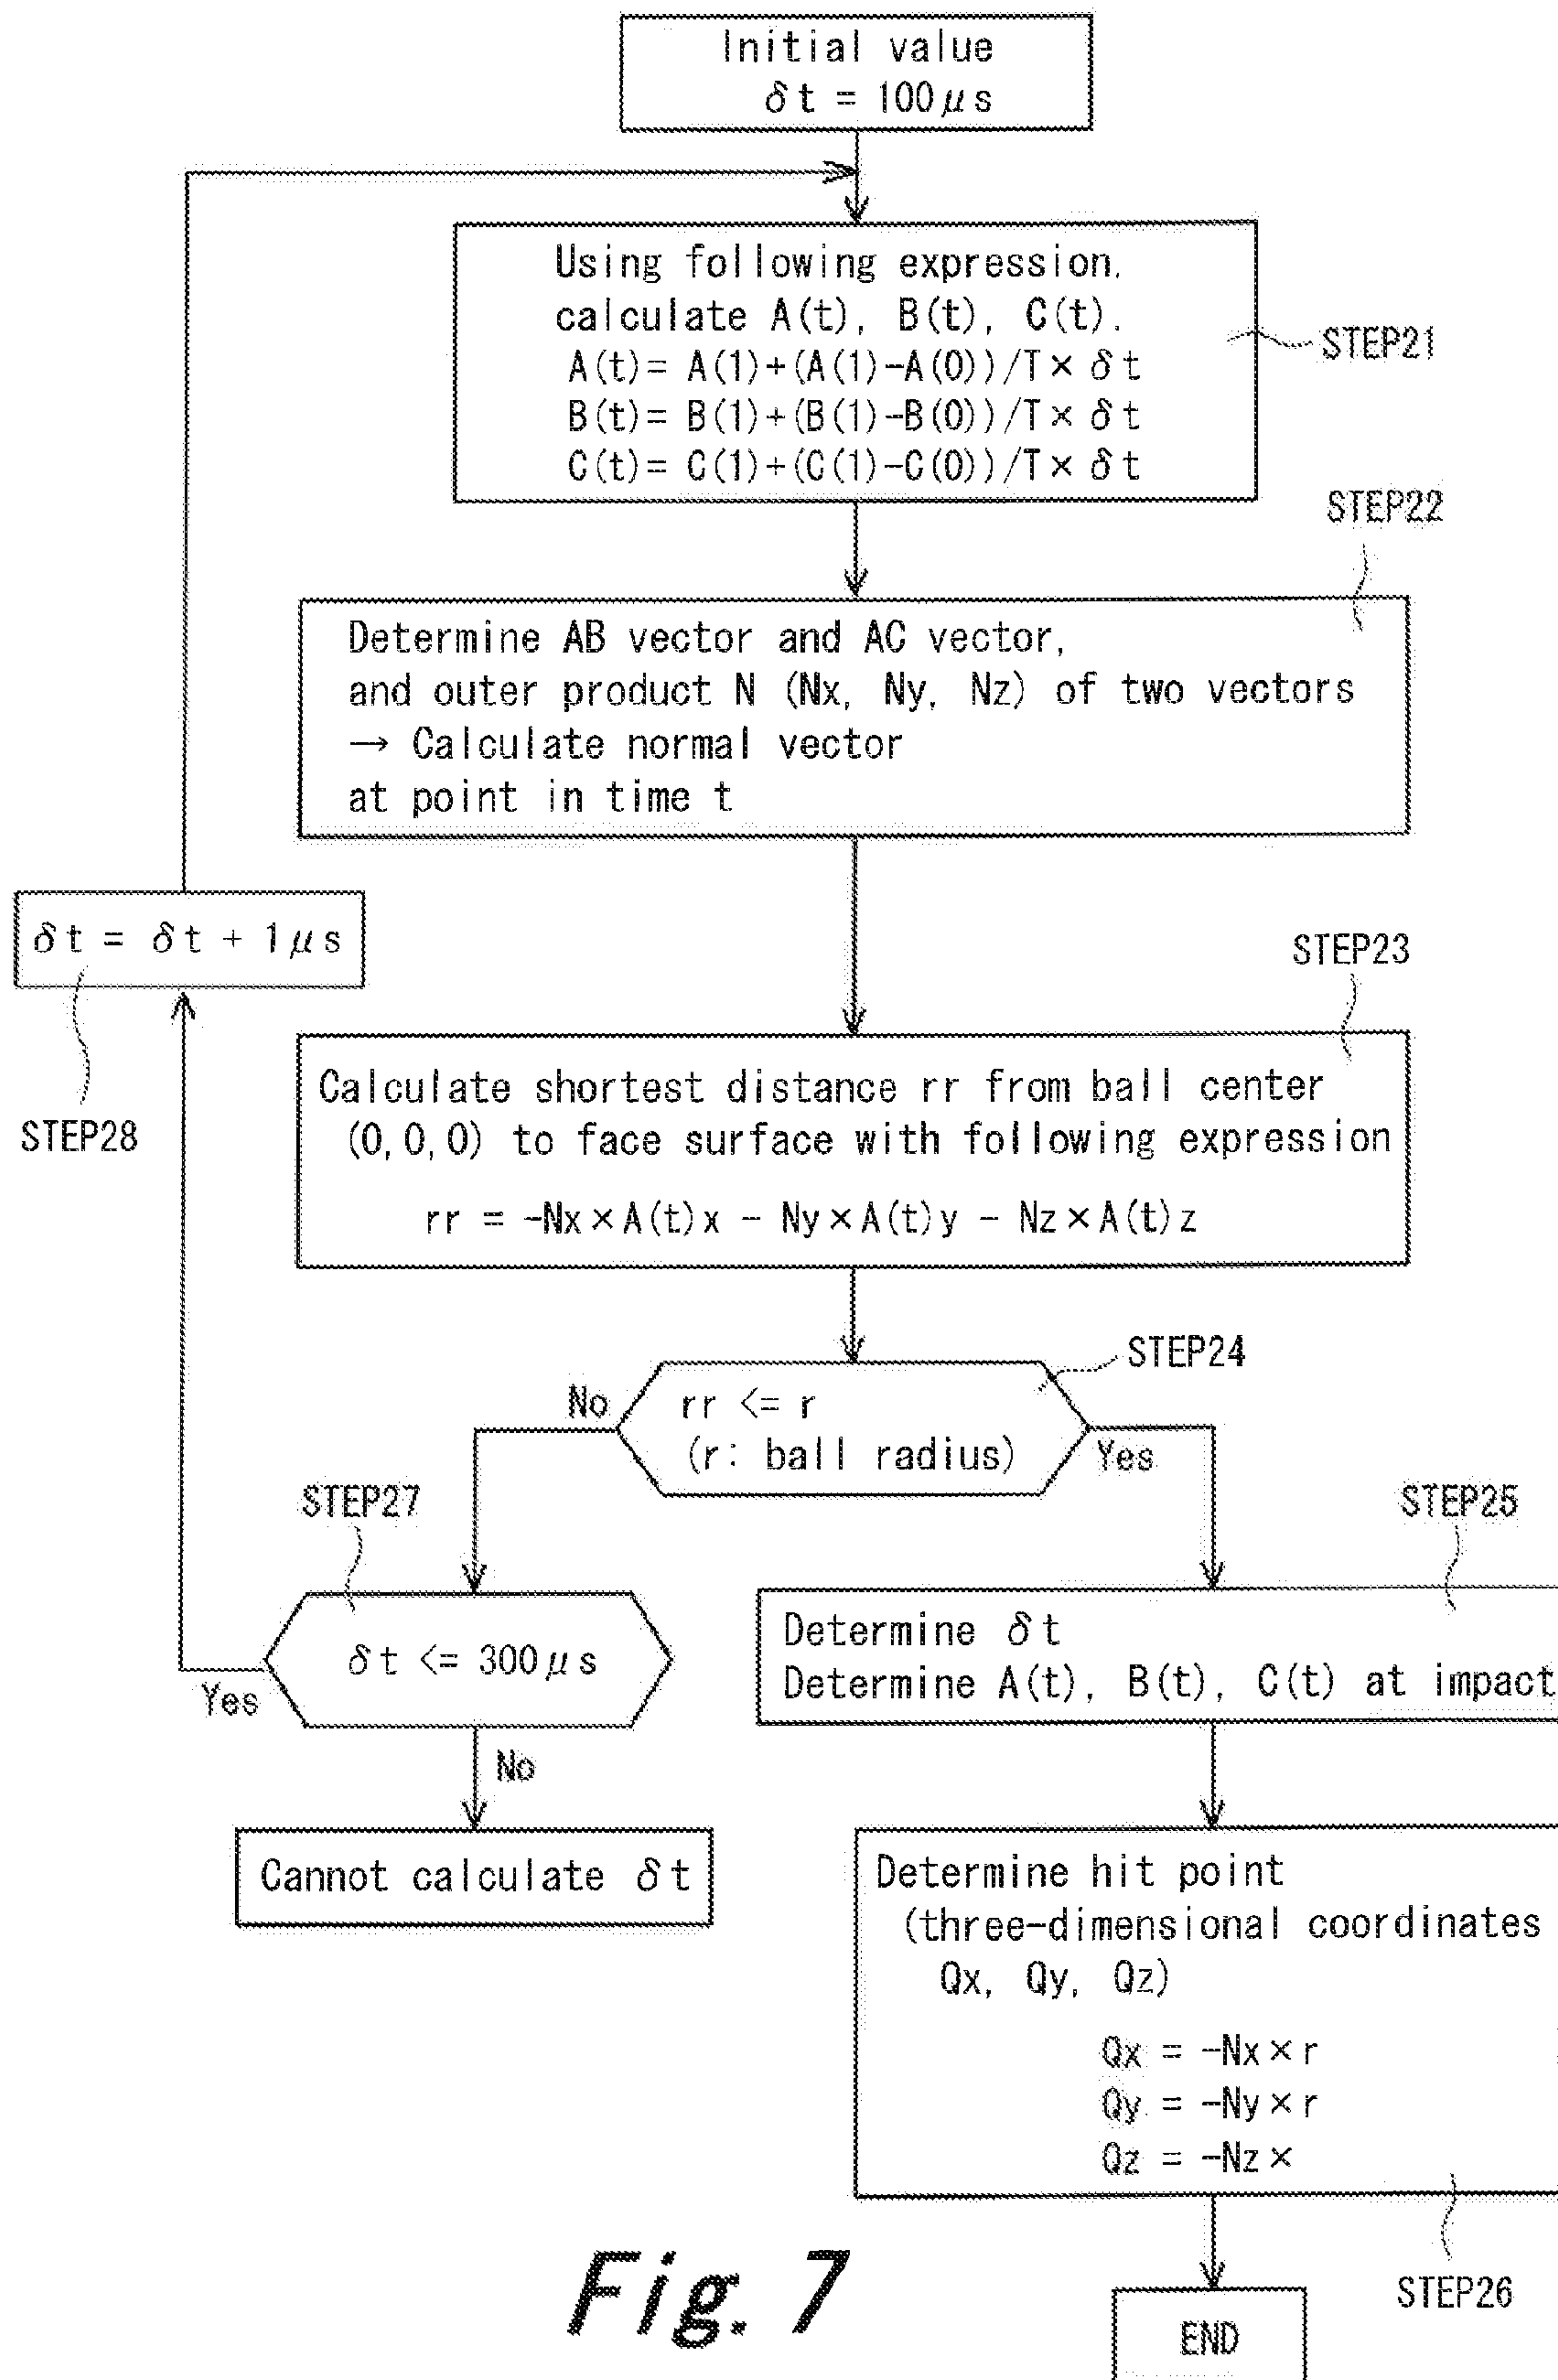 Initial value
δt = 100μs
Using following expression,
calculate A(t), B(t), C(t).
A(t)= A(1)+(A(1)-A(0))/T×δt
B(t)= B(1)+(B(1)-B(0))/T×δt
C(t)= C(1)+(C(1)-C(0))/T×δt
STEP21
STEP22
Determine AB vector and AC vector,
and outer product N (Nx, Ny, Nz) of two vectors
→ Calculate normal vector
at point in time t
δt = δt + 1μs
STEP28
STEP23
Calculate shortest distance rr from ball center
(0,0,0) to face surface with following expression
rr = -Nx×A(t)x - Ny×A(t)y - Nz×A(t)z
STEP24
No
rr <= r
(r: ball radius)
Yes
STEP27
δt <= 300μs
Yes
No
Cannot calculate δt
STEP25
Determine δt
Determine A(t), B(t), C(t) at impact
Determine hit point
(three-dimensional coordinates
Qx, Qy, Qz)
Qx = -Nx×r
Qy = -Ny×r
Qz = -Nz×
STEP26
END
Fig. 7